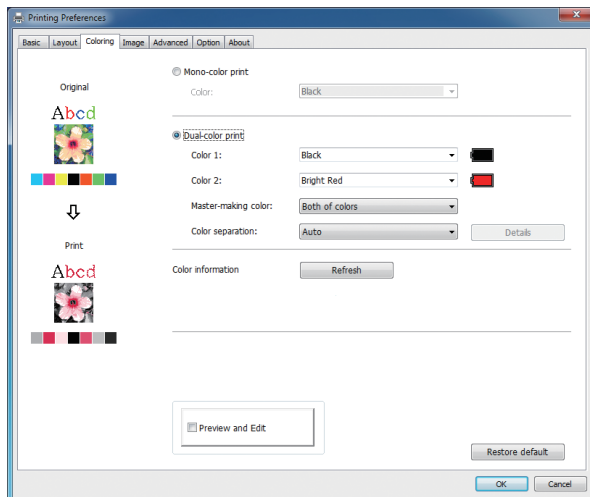 Printing Preferences
Basic Layout Coloring Image Advanced Option About
Original
Abcd
Print
Abcd
Mono-color print
Color: Black
Dual-color print
Color 1: Black
Color 2: Bright Red
Master-making color: Both of colors
Color separation: Auto Details
Color information Refresh
Preview and Edit
Restore default
OK Cancel